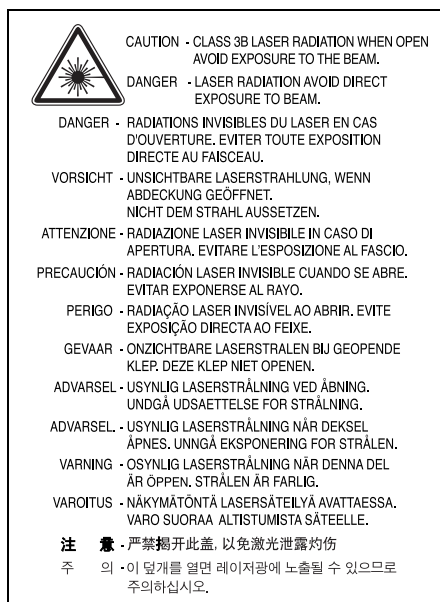 CAUTION - CLASS 3B LASER RADIATION WHEN OPEN
AVOID EXPOSURE TO THE BEAM.
DANGER - LASER RADIATION AVOID DIRECT
EXPOSURE TO BEAM.
DANGER - RADIATIONS INVISIBLES DU LASER EN CAS
D'OUVERTURE. EVITER TOUTE EXPOSITION
DIRECTE AU FAISCEAU.
VORSICHT - UNSICHTBARE LASERSTRAHLUNG, WENN
ABDECKUNG GEÖFFNET.
NICHT DEM STRAHL AUSSETZEN.
ATTENZIONE - RADIAZIONE LASER INVISIBILE IN CASO DI
APERTURA. EVITARE L'ESPOSIZIONE AL FASCIO.
PRECAUCIÓN - RADIACIÓN LASER INVISIBLE CUANDO SE ABRE.
EVITAR EXPONERSE AL RAYO.
PERIGO - RADIAÇÃO LASER INVISÍVEL AO ABRIR. EVITE
EXPOSIÇÃO DIRECTA AO FEIXE.
GEVAAR - ONZICHTBARE LASERSTRALEN BIJ GEOPENDE
KLEP. DEZE KLEP NIET OPENEN.
ADVARSEL - USYNLIG LASERSTRÅLNING VED ÅBNING.
UNDGÅ UDSAETTELSE FOR STRÅLNING.
ADVARSEL. - USYNLIG LASERSTRÅLNING NÅR DEKSEL
ÅPNES. UNNGÅ EKSPONERING FOR STRÅLEN.
VARNING - OSYNLIG LASERSTRÅLNING NÄR DENNA DEL
ÄR ÖPPEN. STRÅLEN ÄR FARLIG.
VAROITUS - NÄKYMÄTÖNTÄ LASERSÄTEILYÄ AVATTAESSA.
VARO SUORAA ALTISTUMISTA SÄTEELLE.
注 意 - 严禁揭开此盖, 以免激光泄露灼伤
주 의 - 이 덮개를 열면 레이저광에 노출될 수 있으므로
주의하십시오.